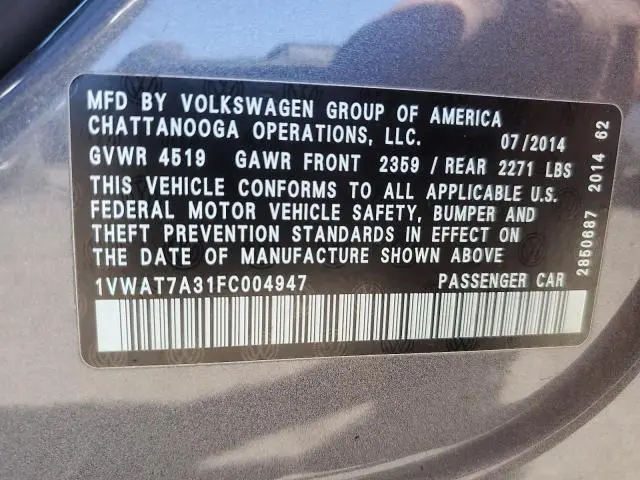 MFD BY VOLKSWAGEN GROUP OF AMERICA
CHATTANOOGA OPERATIONS, LLC. 07/2014
GVWR 4519 GAWR FRONT 2359 / REAR 2271 LBS
THIS VEHICLE CONFORMS TO ALL APPLICABLE U.S.
FEDERAL MOTOR VEHICLE SAFETY, BUMPER AND
THEFT PREVENTION STANDARDS IN EFFECT ON
THE DATE OF MANUFACTURE SHOWN ABOVE
1VWAT7A31FC004947 PASSENGER CAR
2850687 2014 62